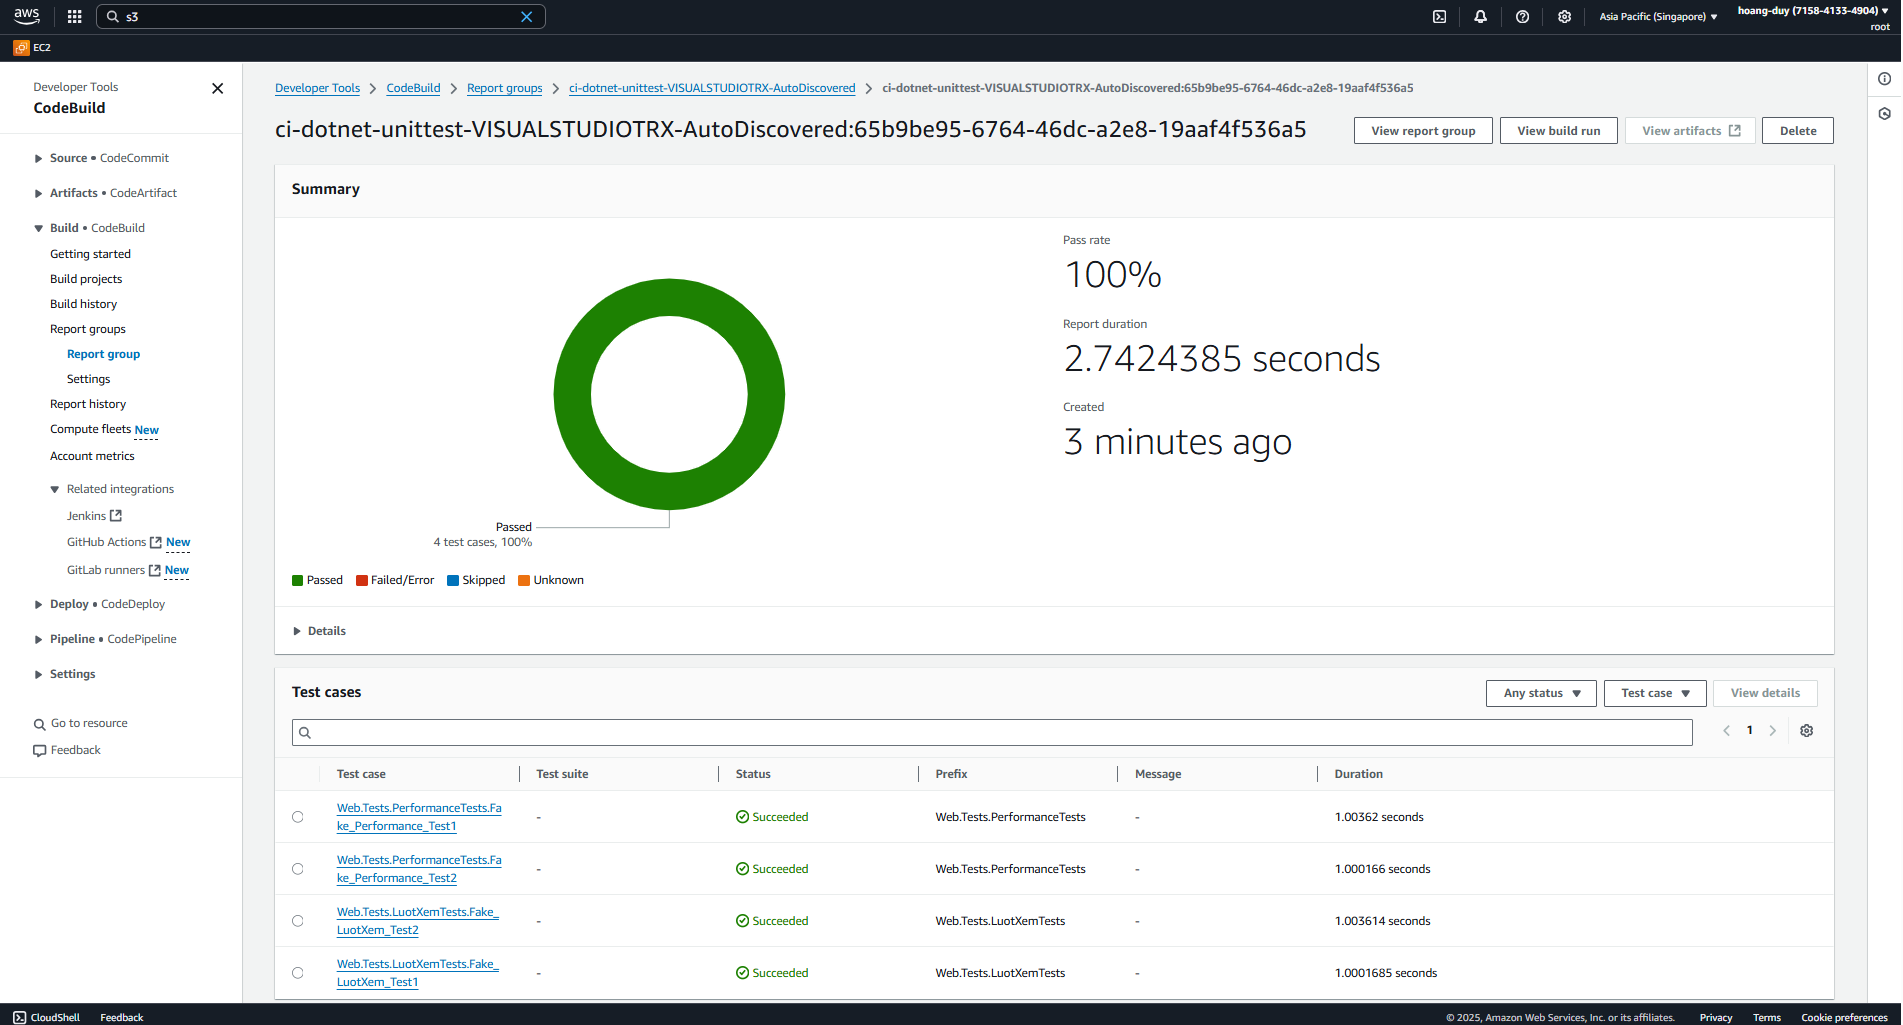 aws
s3
Asia Pacific (Singapore)
hoang-duy (7158-4133-4904)
root
EC2
Developer Tools
CodeBuild
Source • CodeCommit
Artifacts • CodeArtifact
Build • CodeBuild
Getting started
Build projects
Build history
Report groups
Report group
Settings
Report history
Compute fleets New
Account metrics
Related integrations
Jenkins
GitHub Actions New
GitLab runners New
Deploy • CodeDeploy
Pipeline • CodePipeline
Settings
Go to resource
Feedback
Developer Tools > CodeBuild > Report groups > ci-dotnet-unittest-VISUALSTUDIOTRX-AutoDiscovered > ci-dotnet-unittest-VISUALSTUDIOTRX-AutoDiscovered:65b9be95-6764-46dc-a2e8-19aaf4f536a5
ci-dotnet-unittest-VISUALSTUDIOTRX-AutoDiscovered:65b9be95-6764-46dc-a2e8-19aaf4f536a5
View report group
View build run
View artifacts
Delete
Summary
Pass rate
100%
Report duration
2.7424385 seconds
Created
3 minutes ago
Passed
4 test cases, 100%
Passed Failed/Error Skipped Unknown
Details
Test cases
Any status
Test case
View details
1
Test case Test suite Status Prefix Message Duration
Web.Tests.PerformanceTests.Fa
ke_Performance_Test1
- Succeeded Web.Tests.PerformanceTests - 1.00362 seconds
Web.Tests.PerformanceTests.Fa
ke_Performance_Test2
- Succeeded Web.Tests.PerformanceTests - 1.000166 seconds
Web.Tests.LuotXemTests.Fake_
LuotXem_Test2
- Succeeded Web.Tests.LuotXemTests - 1.003614 seconds
Web.Tests.LuotXemTests.Fake_
LuotXem_Test1
- Succeeded Web.Tests.LuotXemTests - 1.0001685 seconds
CloudShell Feedback
© 2025, Amazon Web Services, Inc. or its affiliates. Privacy Terms Cookie preferences